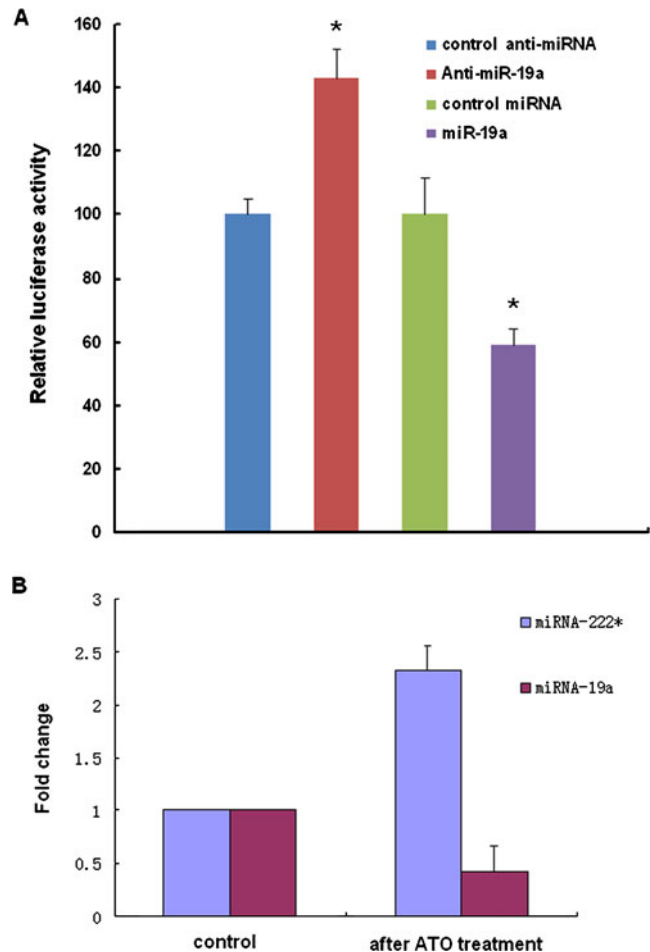 A
160
140
120
100
80
60
40
20
0
Relative luciferase activity
*
*
control anti-miRNA
Anti-miR-19a
control miRNA
miR-19a
B
3
2.5
2
1.5
1
0.5
0
Fold change
miRNA-222*
miRNA-19a
control
after ATO treatment